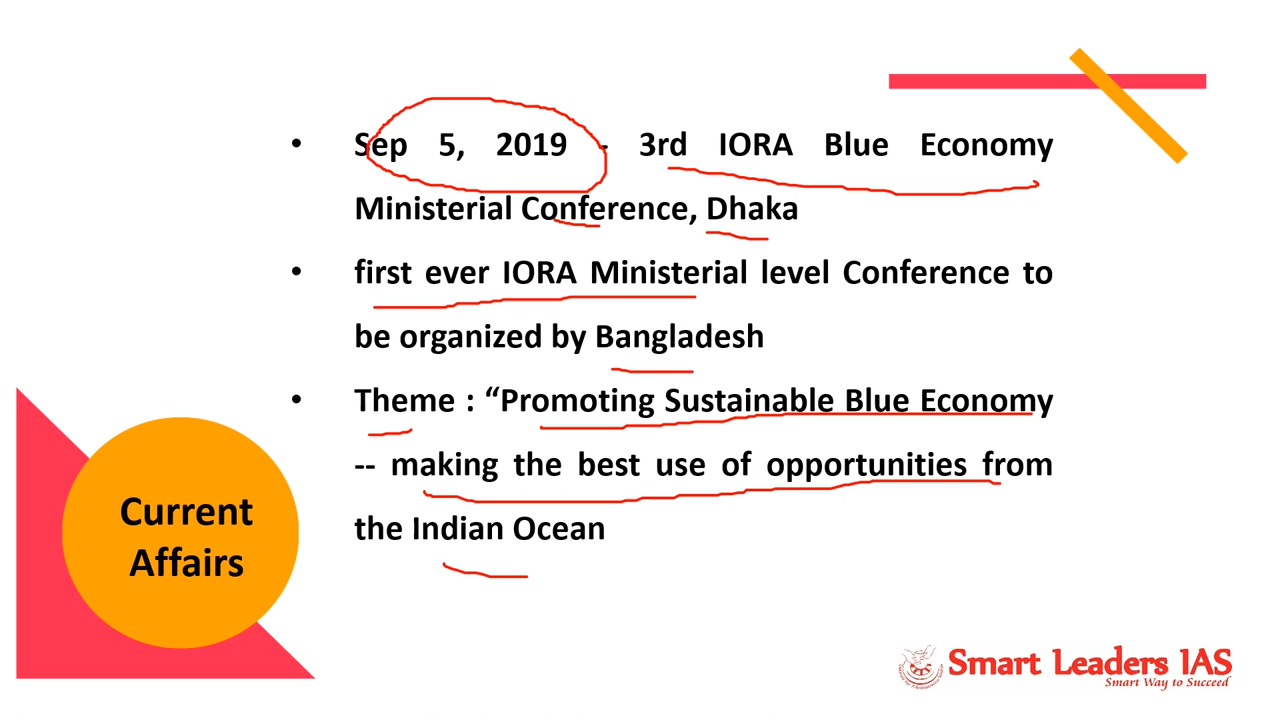 • Sep 5, 2019 - 3rd IORA Blue Economy
Ministerial Conference, Dhaka
• first ever IORA Ministerial level Conference to
be organized by Bangladesh
• Theme : “Promoting Sustainable Blue Economy
-- making the best use of opportunities from
the Indian Ocean
Current
Affairs
Smart Leaders IAS
Smart Way to Succeed